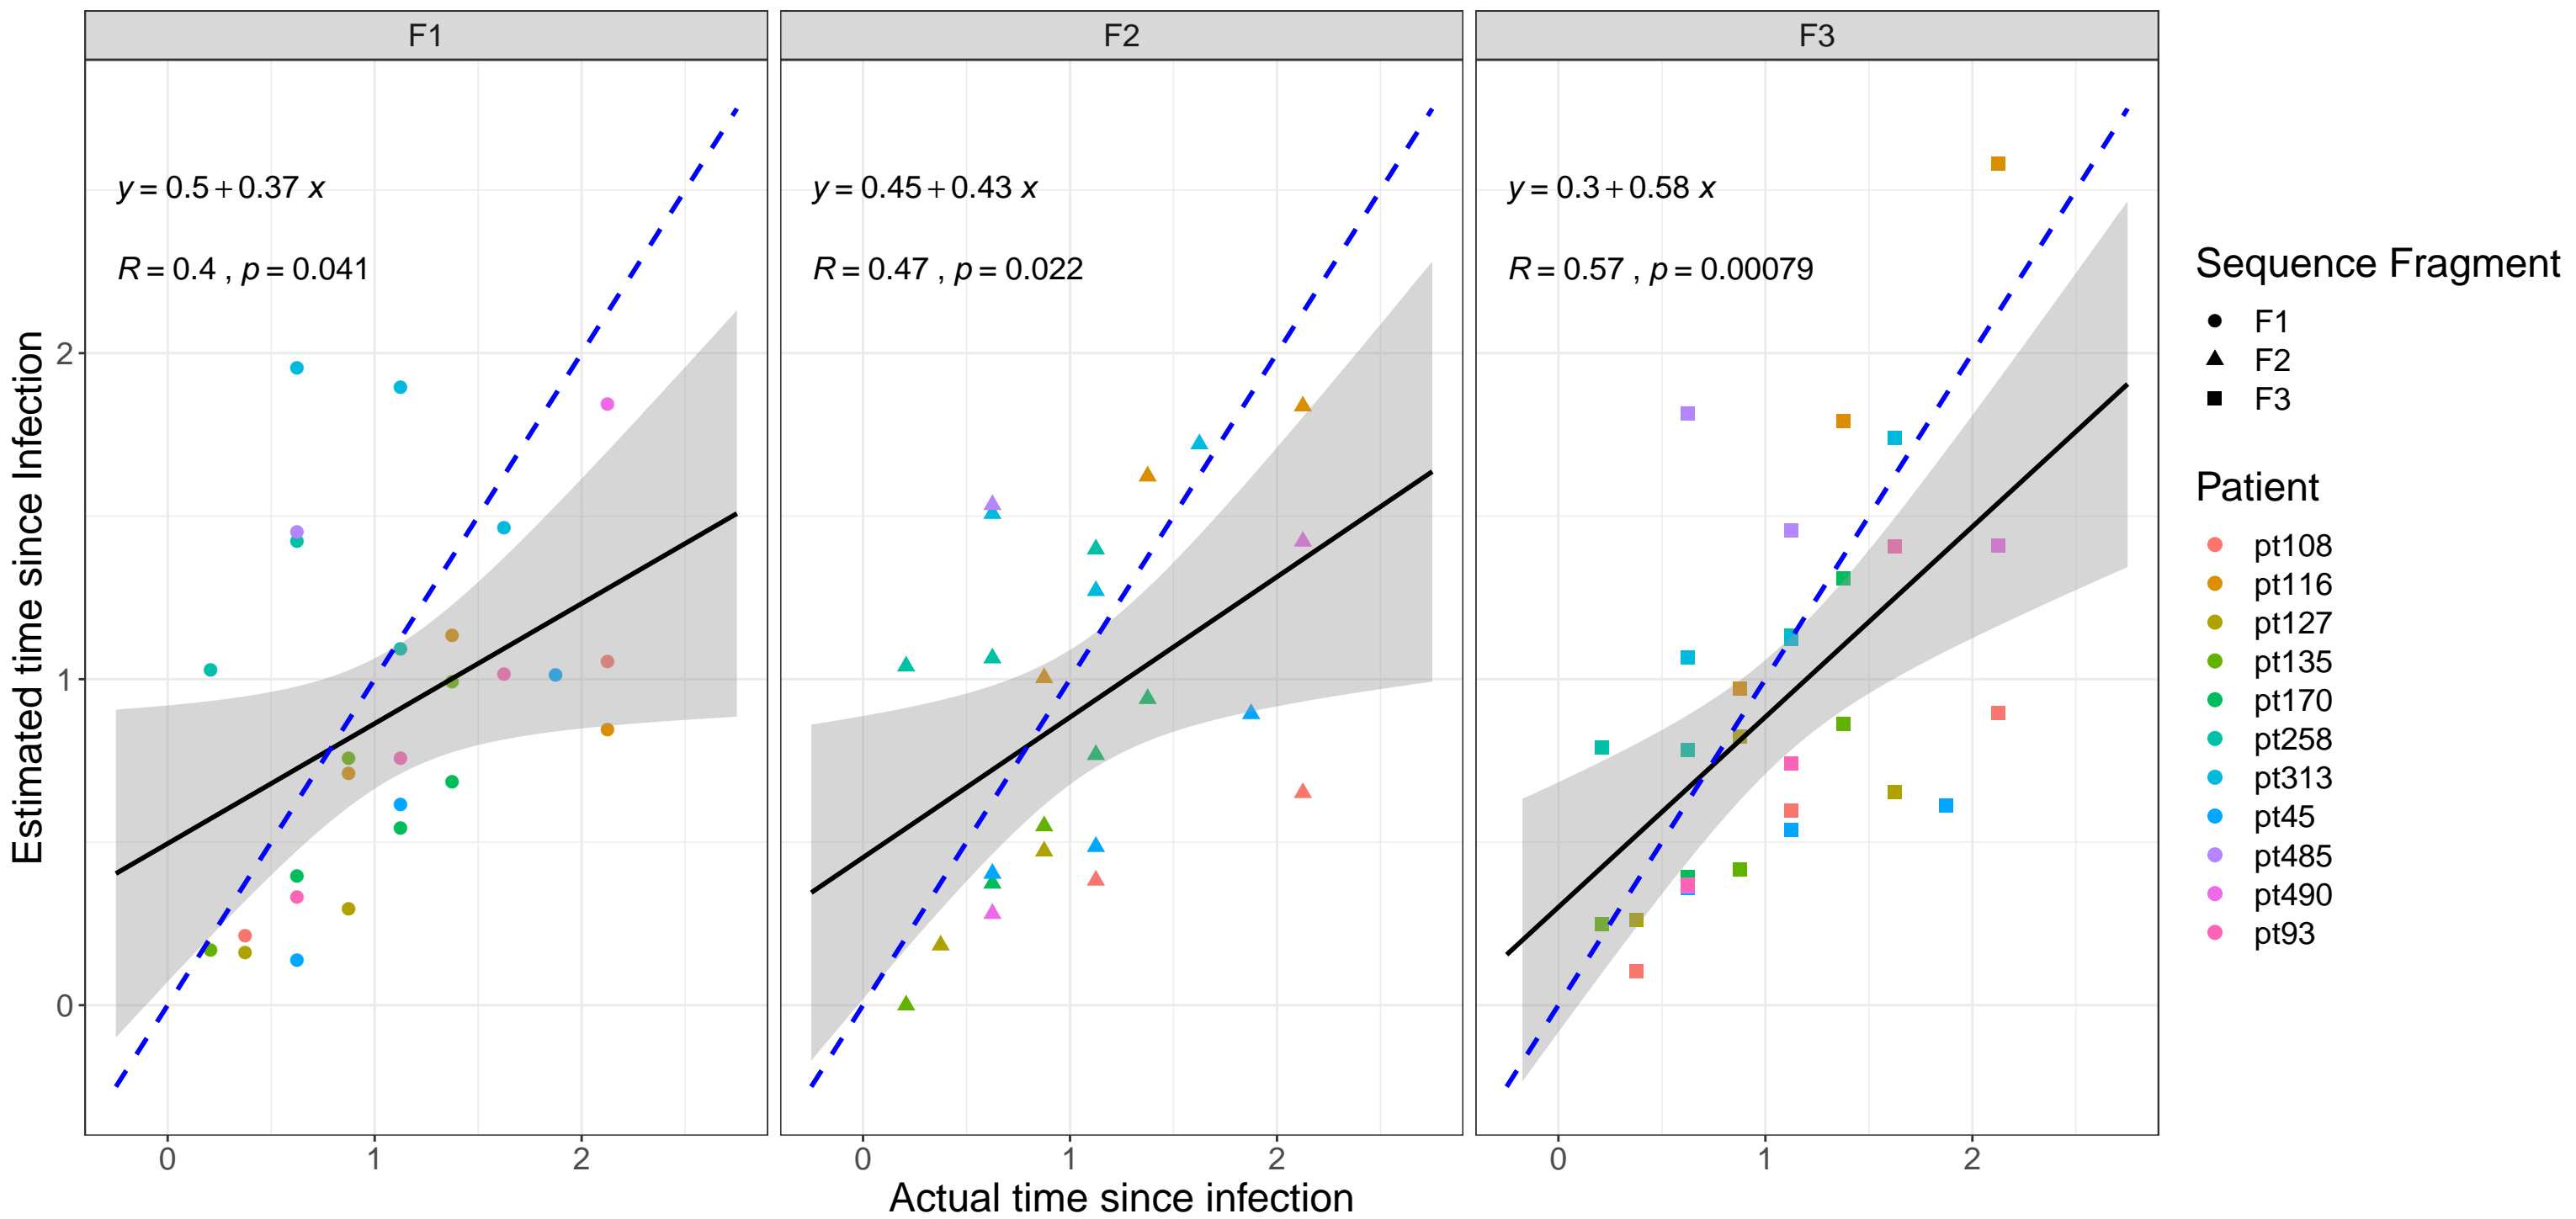 F1
F2
F3
y = 0.5 + 0.37 x
R = 0.4 , p = 0.041
y = 0.45 + 0.43 x
R = 0.47 , p = 0.022
y = 0.3 + 0.58 x
R = 0.57 , p = 0.00079
Estimated time since Infection
2
1
0
0 1 2
0 1 2
0 1 2
Actual time since infection
Sequence Fragment
F1
F2
F3
Patient
pt108
pt116
pt127
pt135
pt170
pt258
pt313
pt45
pt485
pt490
pt93